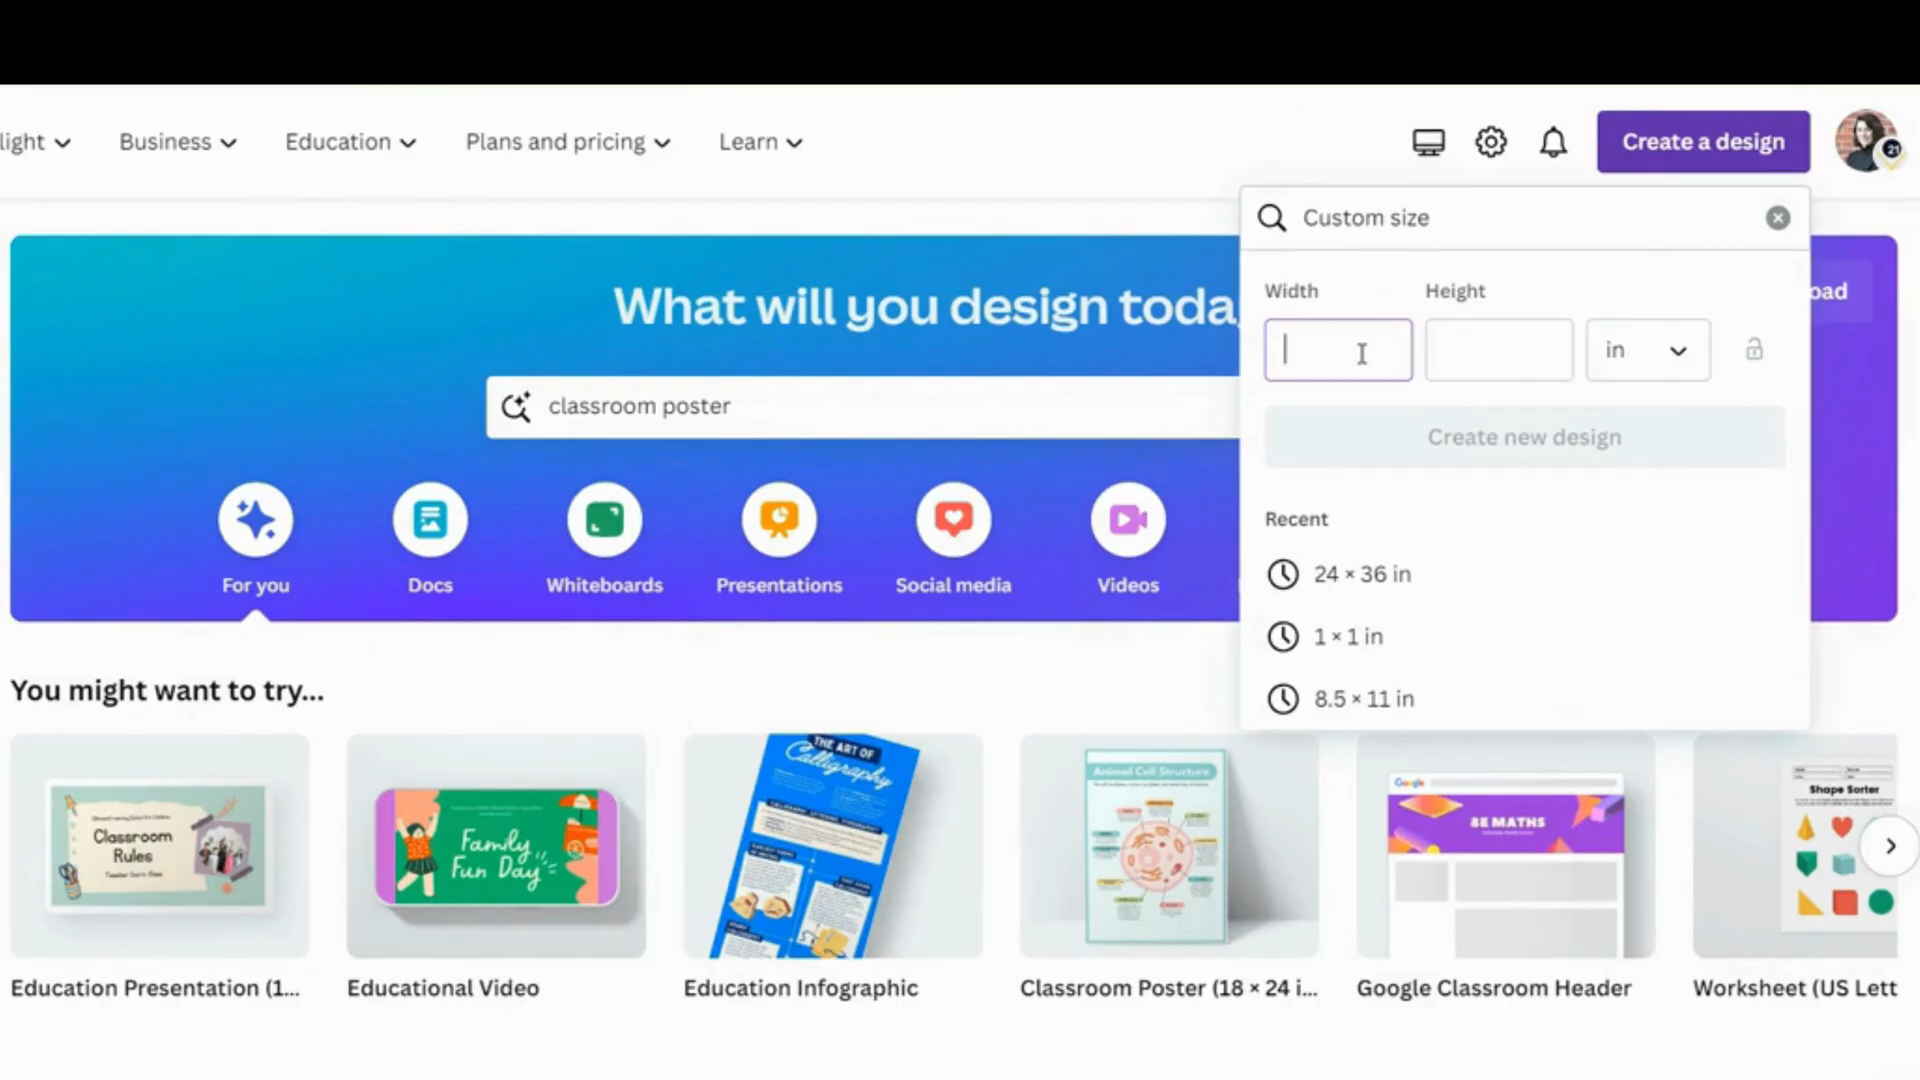 light
Business
Education
Plans and pricing
Learn
Create a design
21
Custom size
Width
Height
in
Create new design
Recent
24 × 36 in
1 × 1 in
8.5 × 11 in
What will you design toda
oad
classroom poster
For you
Docs
Whiteboards
Presentations
Social media
Videos
You might want to try...
Classroom
Rules
Family
Fun Day
THE ART OF
Calligraphy
Animal Cell Structure
Google
8E MATHS
Shape Sorter
Education Presentation (1...
Educational Video
Education Infographic
Classroom Poster (18 × 24 i...
Google Classroom Header
Worksheet (US Lett